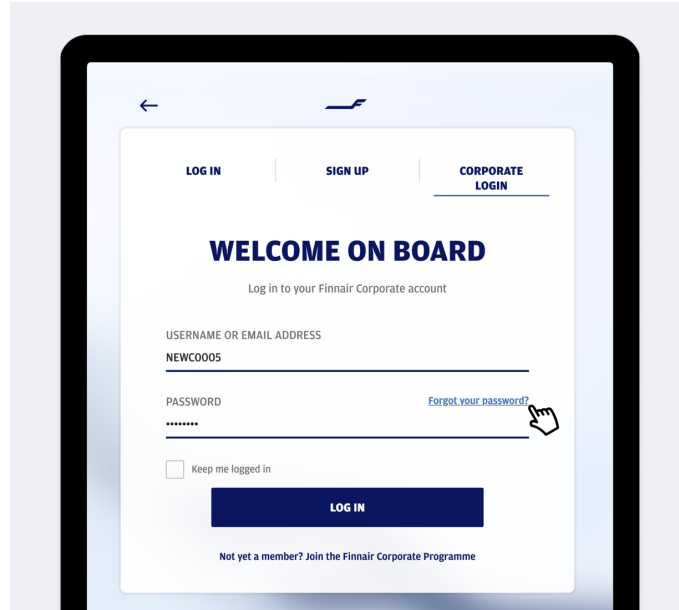 LOG IN
SIGN UP
CORPORATE
LOGIN
WELCOME ON BOARD
Log in to your Finnair Corporate account
USERNAME OR EMAIL ADDRESS
NEWC0005
PASSWORD
Forgot your password?
••••••••
Keep me logged in
LOG IN
Not yet a member? Join the Finnair Corporate Programme